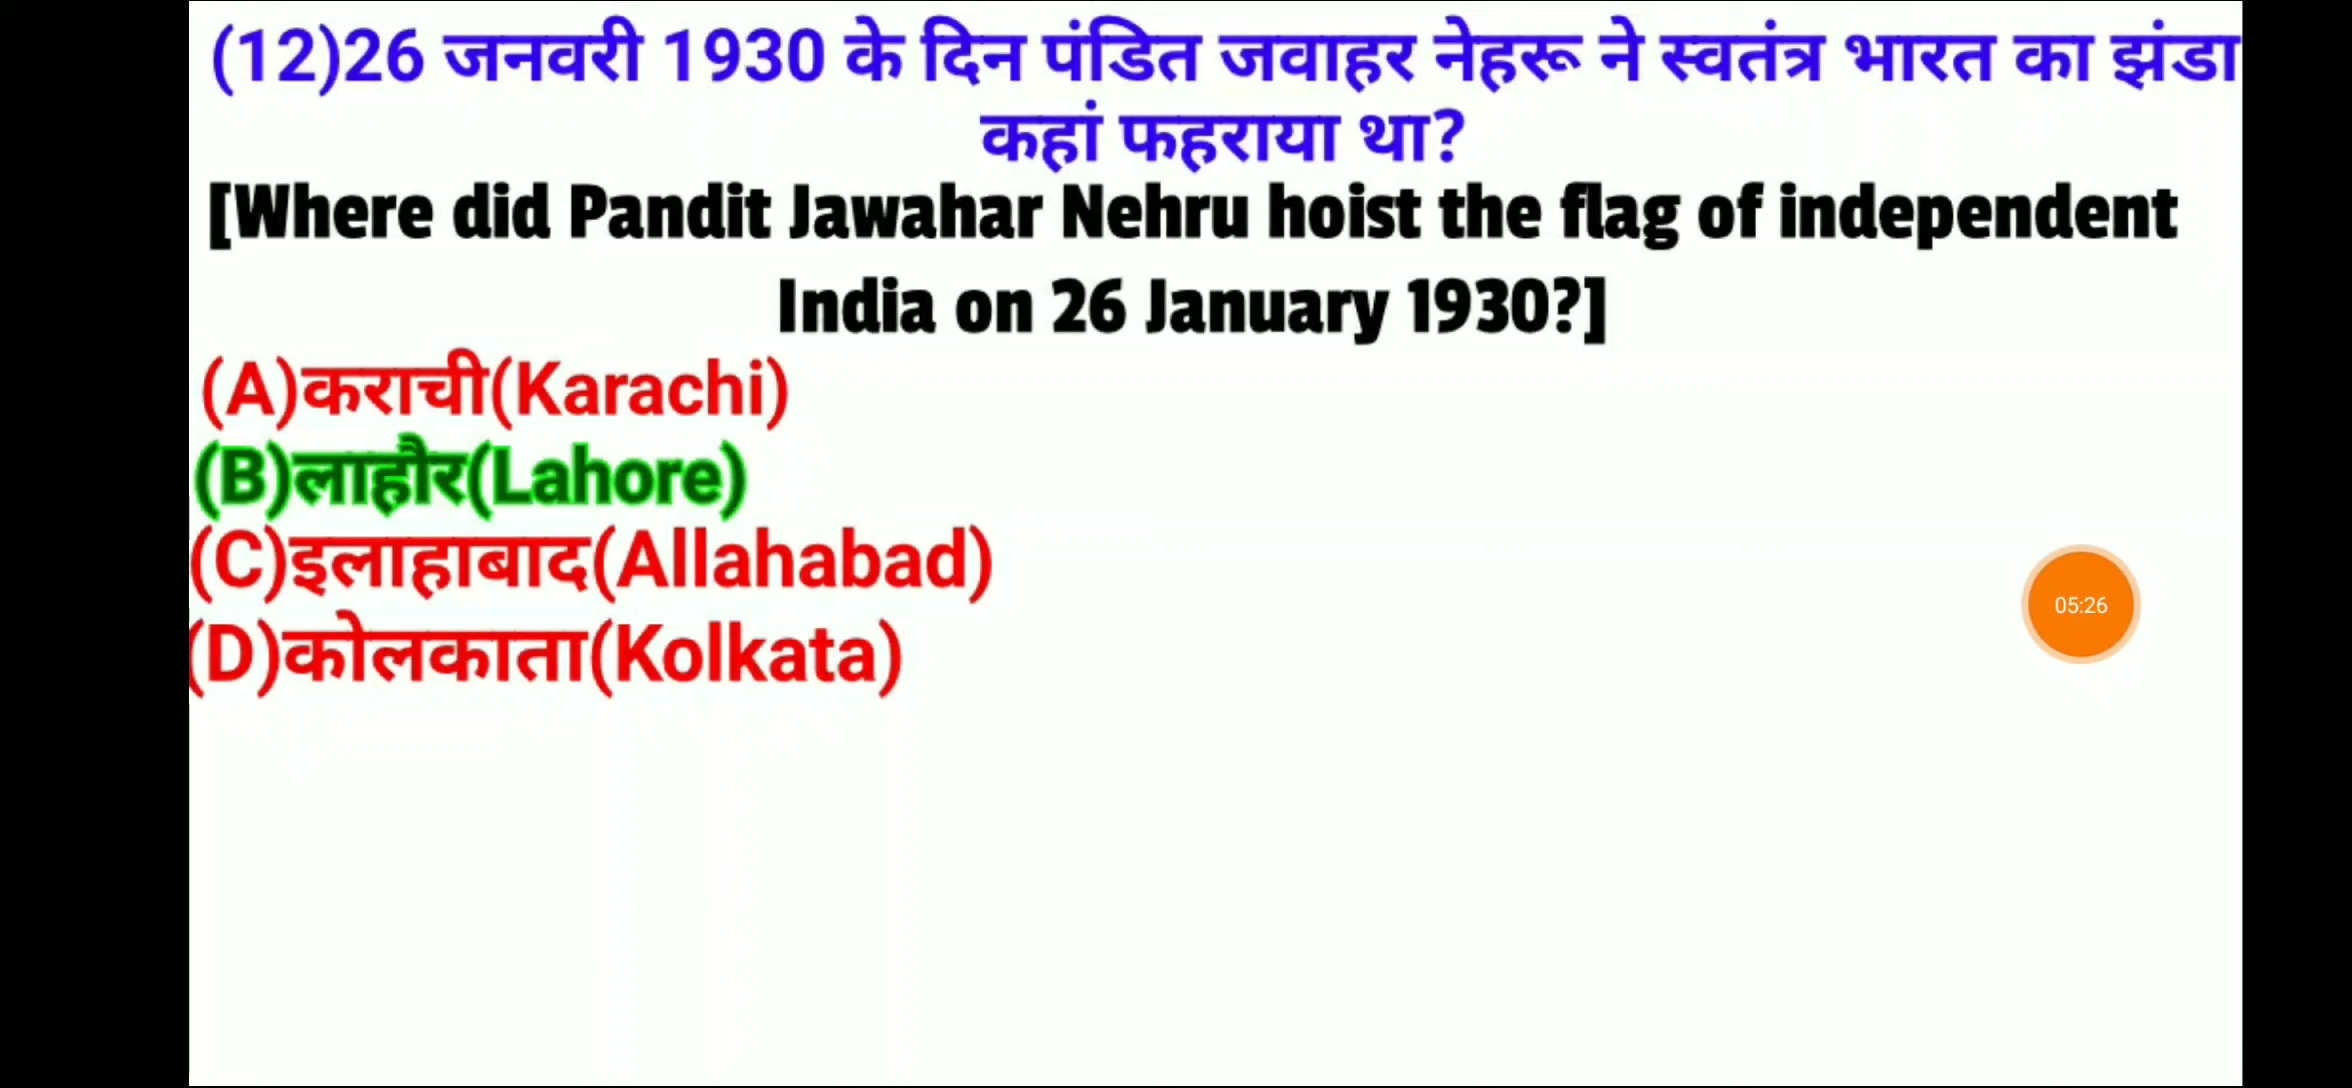 (12)26 जनवरी 1930 के दिन पंडित जवाहर नेहरू ने स्वतंत्र भारत का झंडा
कहां फहराया था?
[Where did Pandit Jawahar Nehru hoist the flag of independent
India on 26 January 1930?]
(A)कराची(Karachi)
(B)लाहौर(Lahore)
(C)इलाहाबाद(Allahabad)
(D)कोलकाता(Kolkata)
05:26